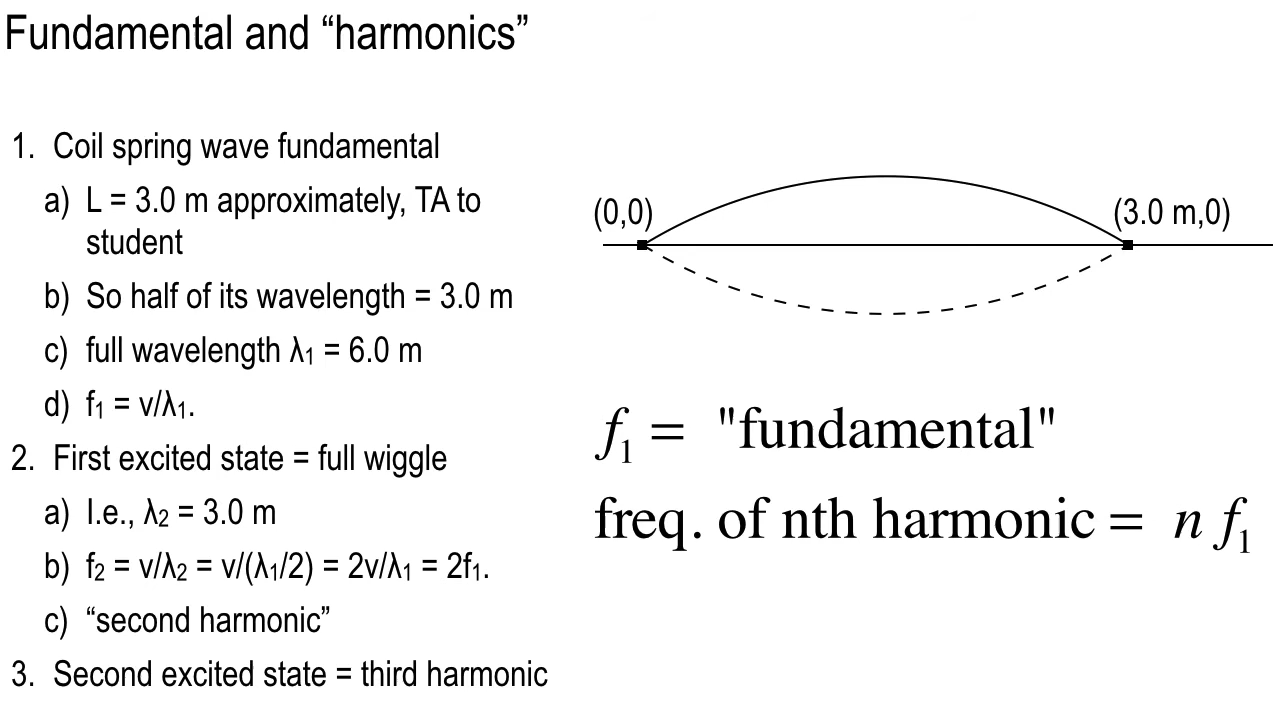 Fundamental and “harmonics”
1. Coil spring wave fundamental
a) L = 3.0 m approximately, TA to
student
b) So half of its wavelength = 3.0 m
c) full wavelength λ₁ = 6.0 m
d) f₁ = v/λ₁.
2. First excited state = full wiggle
a) I.e., λ₂ = 3.0 m
b) f₂ = v/λ₂ = v/(λ₁/2) = 2v/λ₁ = 2f₁.
c) “second harmonic”
3. Second excited state = third harmonic
(0,0)
(3.0 m,0)
f₁ = "fundamental"
freq. of nth harmonic = n f₁